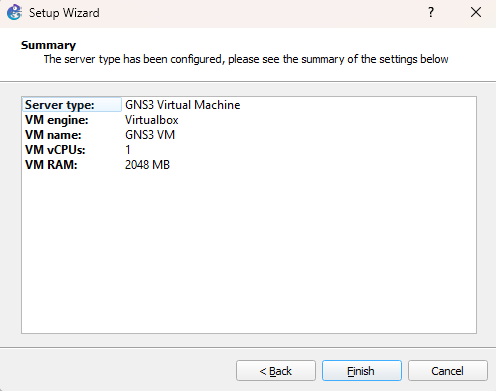 Setup Wizard
?
Summary
The server type has been configured, please see the summary of the settings below
Server type: GNS3 Virtual Machine
VM engine: Virtualbox
VM name: GNS3 VM
VM vCPUs: 1
VM RAM: 2048 MB
< Back Finish Cancel